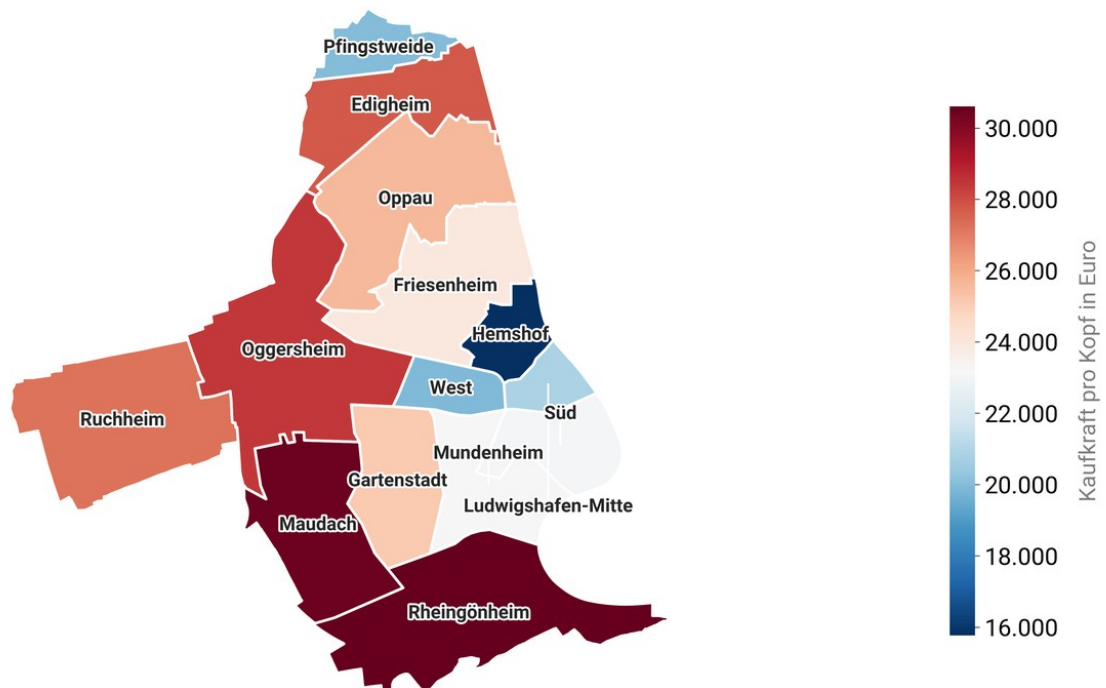 Pfingstweide
Edigheim
Oppau
Friesenheim
Hemshof
Oggersheim
West
Süd
Ruchheim
Mundenheim
Gartenstadt
Ludwigshafen-Mitte
Maudach
Rheingönheim
30.000
28.000
26.000
24.000
22.000
20.000
18.000
16.000
Kaufkraft pro Kopf in Euro